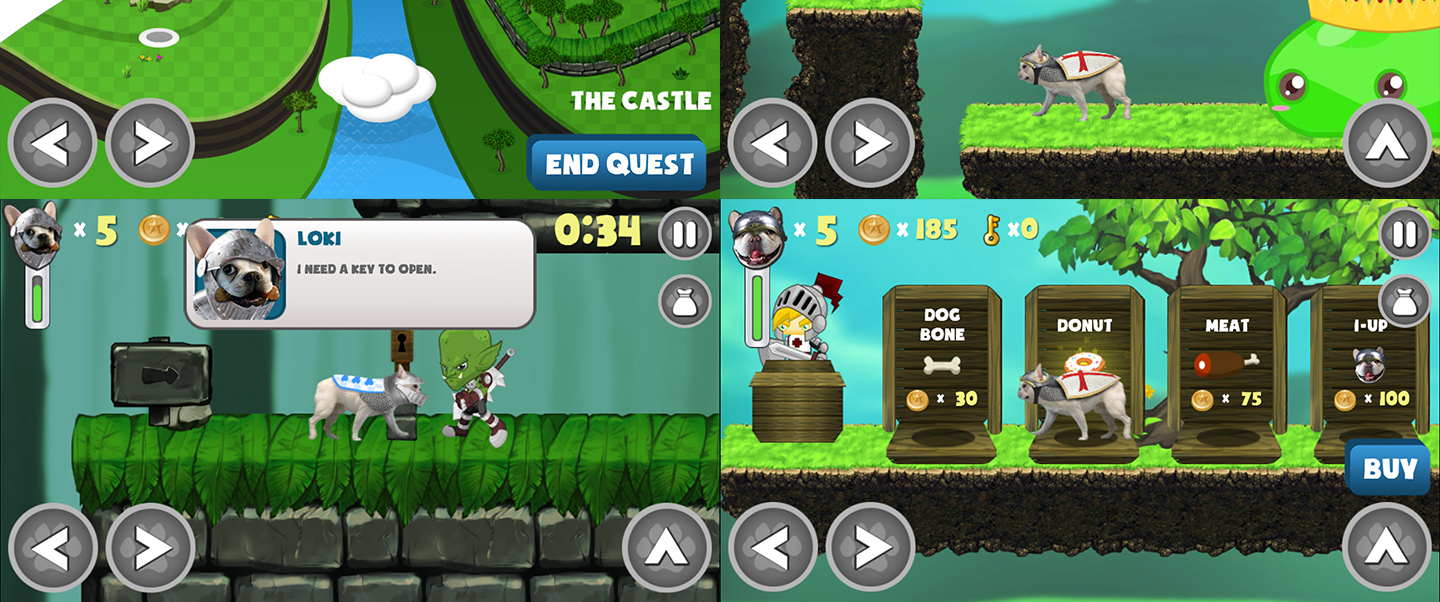 THE CASTLE
END QUEST
x 5
x
LOKI
I NEED A KEY TO OPEN.
0:34
x 5
x 185
x 0
DOG
BONE
x 30
DONUT
MEAT
x 75
1-UP
x 100
BUY